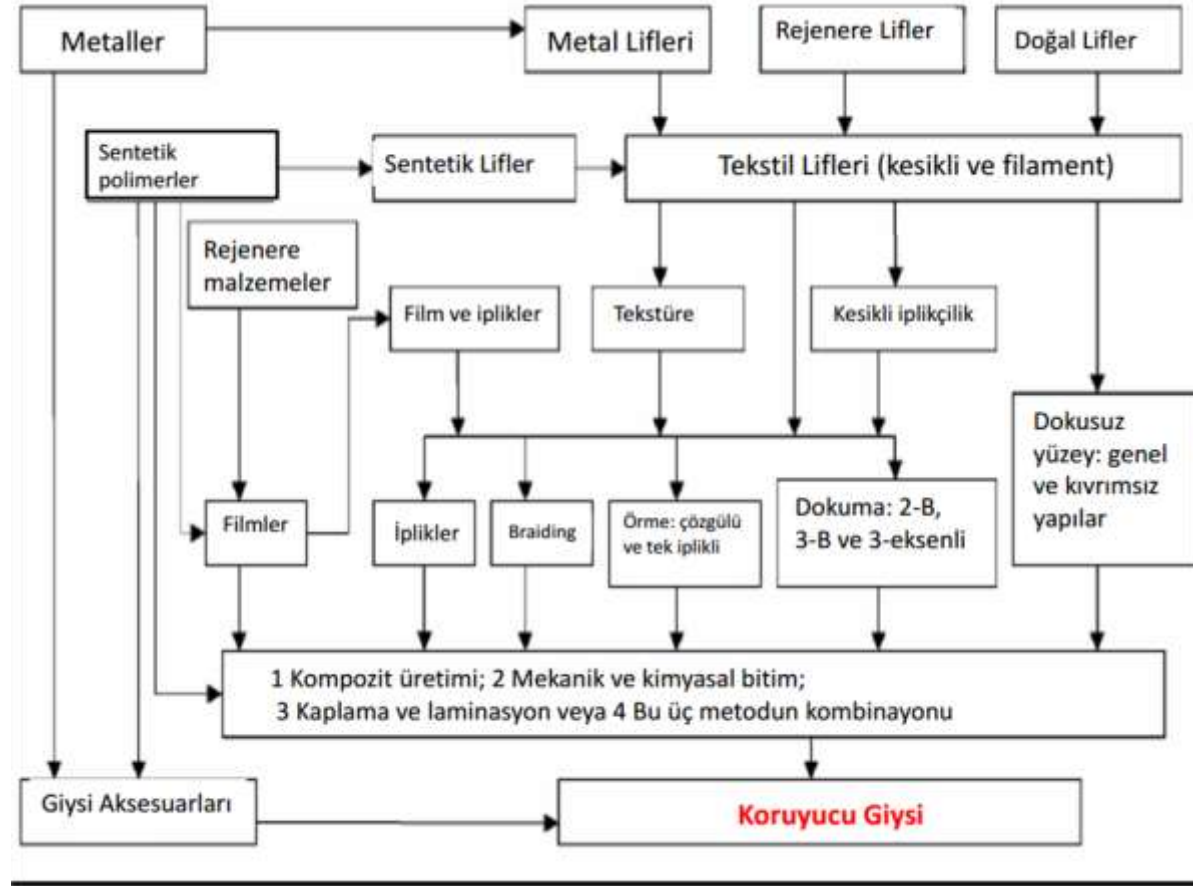 Metaller
Metal Lifleri
Rejenere Lifler
Doğal Lifler
Sentetik
polimerler
Sentetik Lifler
Tekstil Lifleri (kesikli ve filament)
Rejenere
malzemeler
Film ve iplikler
Tekstüre
Kesikli iplikçilik
Dokusuz
yüzey: genel
ve kıvrımsız
yapılar
Filmler
İplikler
Braiding
Örme: çözgülü
ve tek iplikli
Dokuma: 2-B,
3-B ve 3-eksenli
1 Kompozit üretimi; 2 Mekanik ve kimyasal bitim;
3 Kaplama ve laminasyon veya 4 Bu üç metodun kombinayonu
Giysi Aksesuarları
Koruyucu Giysi